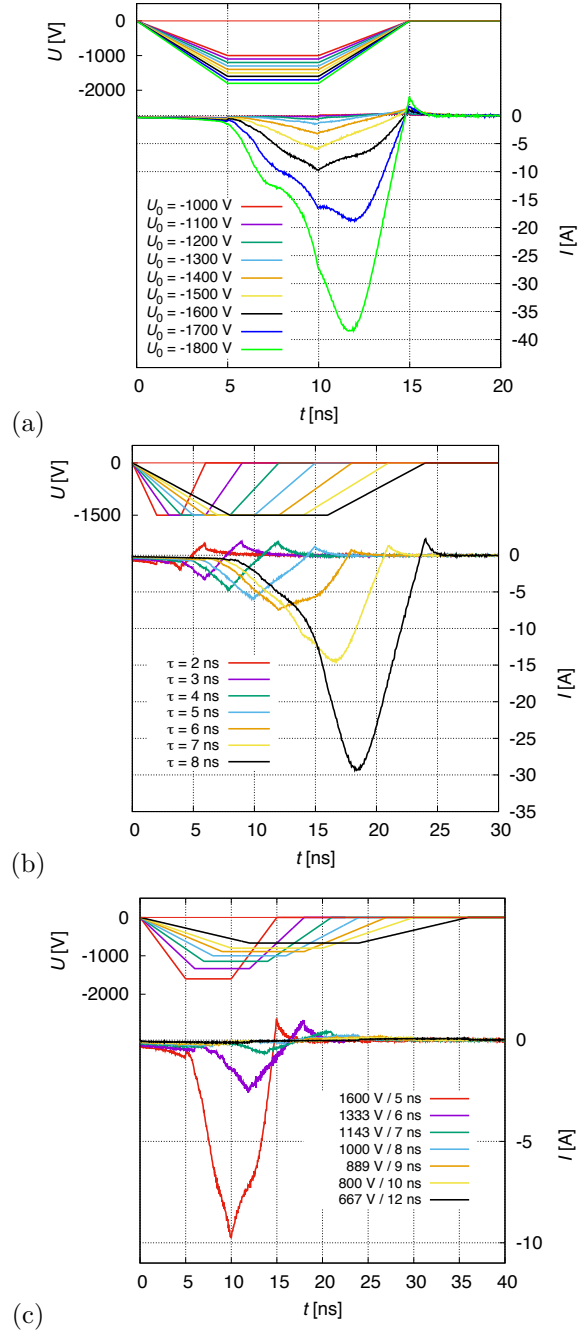 0
-1000
-2000
U [V]
0
-5
-10
-15
-20
-25
-30
-35
-40
I [A]
U₀ = -1000 V
U₀ = -1100 V
U₀ = -1200 V
U₀ = -1300 V
U₀ = -1400 V
U₀ = -1500 V
U₀ = -1600 V
U₀ = -1700 V
U₀ = -1800 V
0 5 10 15 20
t [ns]
(a)
0
-1500
U [V]
0
-5
-10
-15
-20
-25
-30
-35
I [A]
τ = 2 ns
τ = 3 ns
τ = 4 ns
τ = 5 ns
τ = 6 ns
τ = 7 ns
τ = 8 ns
0 5 10 15 20 25 30
t [ns]
(b)
0
-1000
-2000
U [V]
0
-5
-10
I [A]
1600 V / 5 ns
1333 V / 6 ns
1143 V / 7 ns
1000 V / 8 ns
889 V / 9 ns
800 V / 10 ns
667 V / 12 ns
0 5 10 15 20 25 30 35 40
t [ns]
(c)